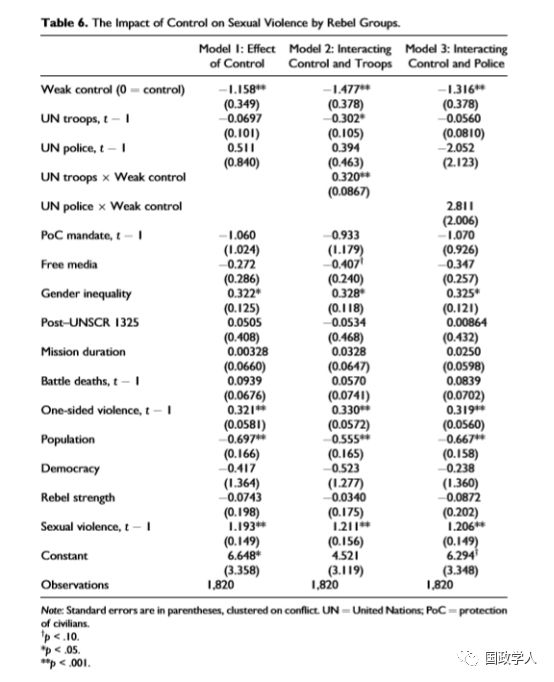 Table 6. The Impact of Control on Sexual Violence by Rebel Groups.
Model 1: Effect of Control Model 2: Interacting Control and Troops Model 3: Interacting Control and Police
Weak control (0 = control) −1.158** −1.477** −1.316**
(0.349) (0.378) (0.378)
UN troops, t − 1 −0.0697 −0.302* −0.0560
(0.101) (0.105) (0.0810)
UN police, t − 1 0.511 0.394 −2.052
(0.840) (0.463) (2.123)
UN troops × Weak control 0.320**
(0.0867)
UN police × Weak control 2.811
(2.006)
PoC mandate, t − 1 −1.060 −0.933 −1.070
(1.024) (1.179) (0.926)
Free media −0.272 −0.407† −0.347
(0.286) (0.240) (0.257)
Gender inequality 0.322* 0.328* 0.325*
(0.125) (0.118) (0.121)
Post–UNSCR 1325 0.0505 −0.0534 0.00864
(0.408) (0.468) (0.432)
Mission duration 0.00328 0.0328 0.0250
(0.0660) (0.0647) (0.0598)
Battle deaths, t − 1 0.0939 0.0570 0.0839
(0.0676) (0.0741) (0.0702)
One-sided violence, t − 1 0.321** 0.330** 0.319**
(0.0581) (0.0572) (0.0560)
Population −0.697** −0.555** −0.667**
(0.166) (0.165) (0.158)
Democracy −0.417 −0.523 −0.238
(1.364) (1.277) (1.360)
Rebel strength −0.0743 −0.0340 −0.0872
(0.198) (0.175) (0.202)
Sexual violence, t − 1 1.193** 1.211** 1.206**
(0.149) (0.156) (0.149)
Constant 6.648* 4.521 6.294†
(3.358) (3.119) (3.348)
Observations 1,820 1,820 1,820
Note: Standard errors are in parentheses, clustered on conflict. UN = United Nations; PoC = protection
of civilians.
†p < .10.
*p < .05.
**p < .001.
国政学人